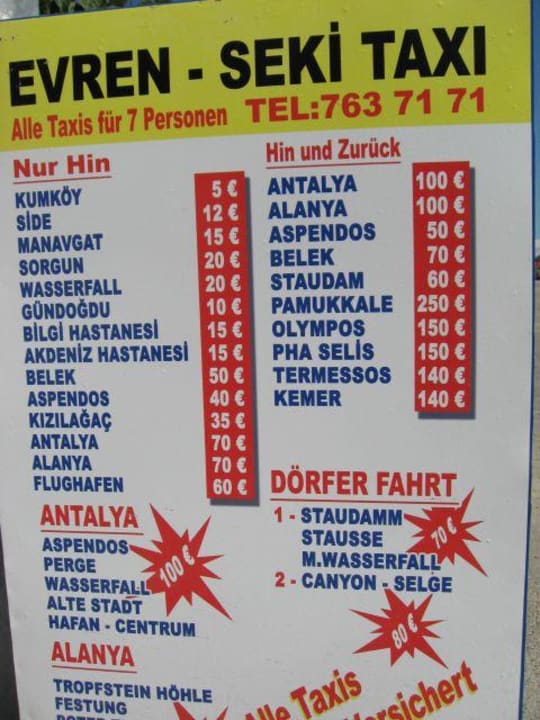 EVREN - SEKİ TAXI
Alle Taxis für 7 Personen TEL:763 71 71
Nur Hin
KUMKÖY 5 €
SİDE 12 €
MANAVGAT 15 €
SORGUN 20 €
WASSERFALL 20 €
GÜNDOĞDU 10 €
BİLGİ HASTANESİ 15 €
AKDENİZ HASTANESİ 15 €
BELEK 50 €
ASPENDOS 40 €
KIZILAĞAÇ 35 €
ANTALYA 70 €
ALANYA 70 €
FLUGHAFEN 60 €
Hin und Zurück
ANTALYA 100 €
ALANYA 100 €
ASPENDOS 50 €
BELEK 70 €
STAUDAM 60 €
PAMUKKALE 250 €
OLYMPOS 150 €
PHA SELİS 150 €
TERMESSOS 140 €
KEMER 140 €
ANTALYA
ASPENDOS
PERGE
WASSERFALL
ALTE STADT
HAFAN - CENTRUM
100 €
DÖRFER FAHRT
1 - STAUDAMM
STAUSSE
M.WASSERFALL
70 €
2 - CANYON - SELGE
80 €
ALANYA
TROPFSTEIN HÖHLE
FESTUNG
Alle Taxis